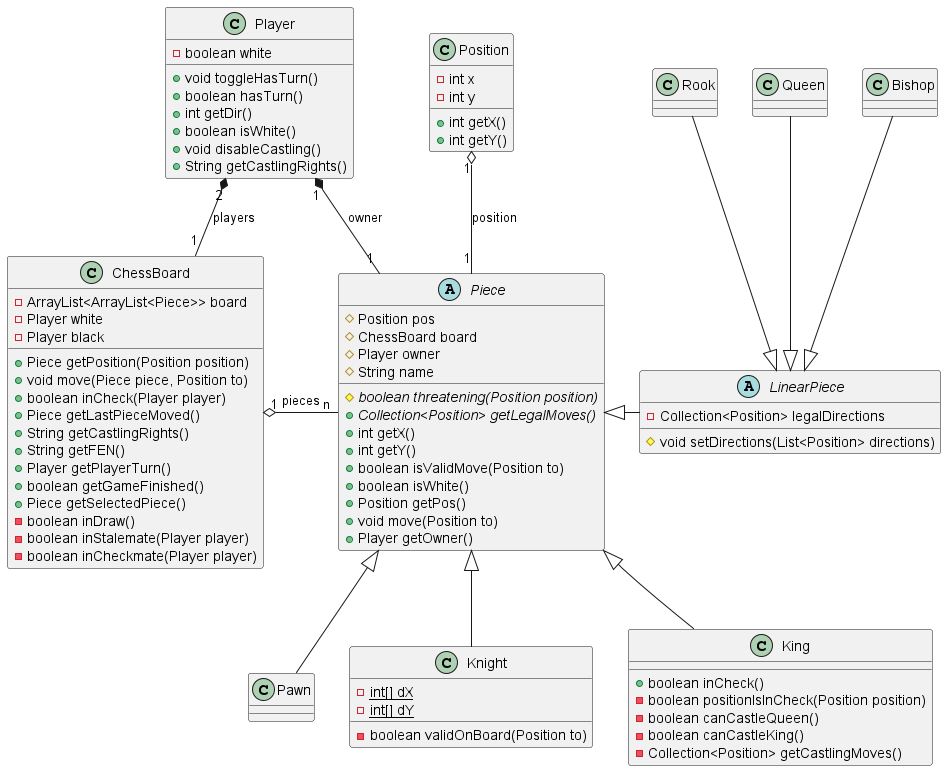 C Player
boolean white
void toggleHasTurn()
boolean hasTurn()
int getDir()
boolean isWhite()
void disableCastling()
String getCastlingRights()
C Position
int x
int y
int getX()
int getY()
C Rook
C Queen
C Bishop
2
players
1
1
owner
1
1
position
1
C ChessBoard
ArrayList<ArrayList<Piece>> board
Player white
Player black
Piece getPosition(Position position)
void move(Piece piece, Position to)
boolean inCheck(Player player)
Piece getLastPieceMoved()
String getCastlingRights()
String getFEN()
Player getPlayerTurn()
boolean getGameFinished()
Piece getSelectedPiece()
boolean inDraw()
boolean inStalemate(Player player)
boolean inCheckmate(Player player)
1 pieces n
A Piece
Position pos
ChessBoard board
Player owner
String name
boolean threatening(Position position)
Collection<Position> getLegalMoves()
int getX()
int getY()
boolean isValidMove(Position to)
boolean isWhite()
Position getPos()
void move(Position to)
Player getOwner()
A LinearPiece
Collection<Position> legalDirections
void setDirections(List<Position> directions)
C Pawn
C Knight
int[] dX
int[] dY
boolean validOnBoard(Position to)
C King
boolean inCheck()
boolean positionIsInCheck(Position position)
boolean canCastleQueen()
boolean canCastleKing()
Collection<Position> getCastlingMoves()